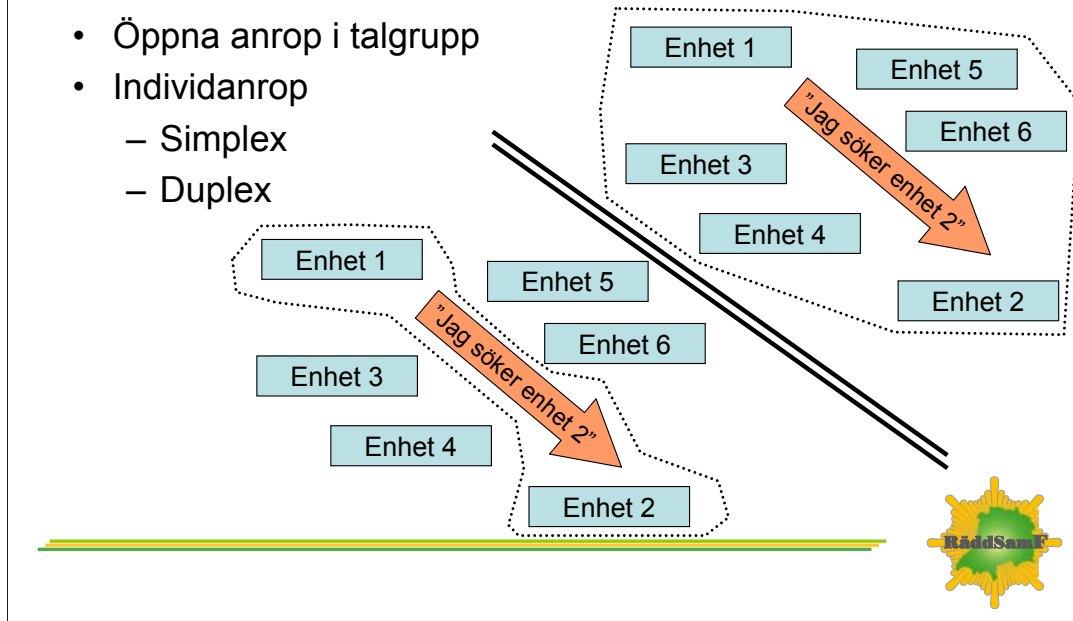 • Öppna anrop i talgrupp
• Individanrop
– Simplex
– Duplex
Enhet 1
Enhet 5
Enhet 6
"Jag söker enhet 2"
Enhet 3
Enhet 4
Enhet 2
Enhet 1
Enhet 5
"Jag söker enhet 2"
Enhet 6
Enhet 3
Enhet 4
Enhet 2
RäddSamF